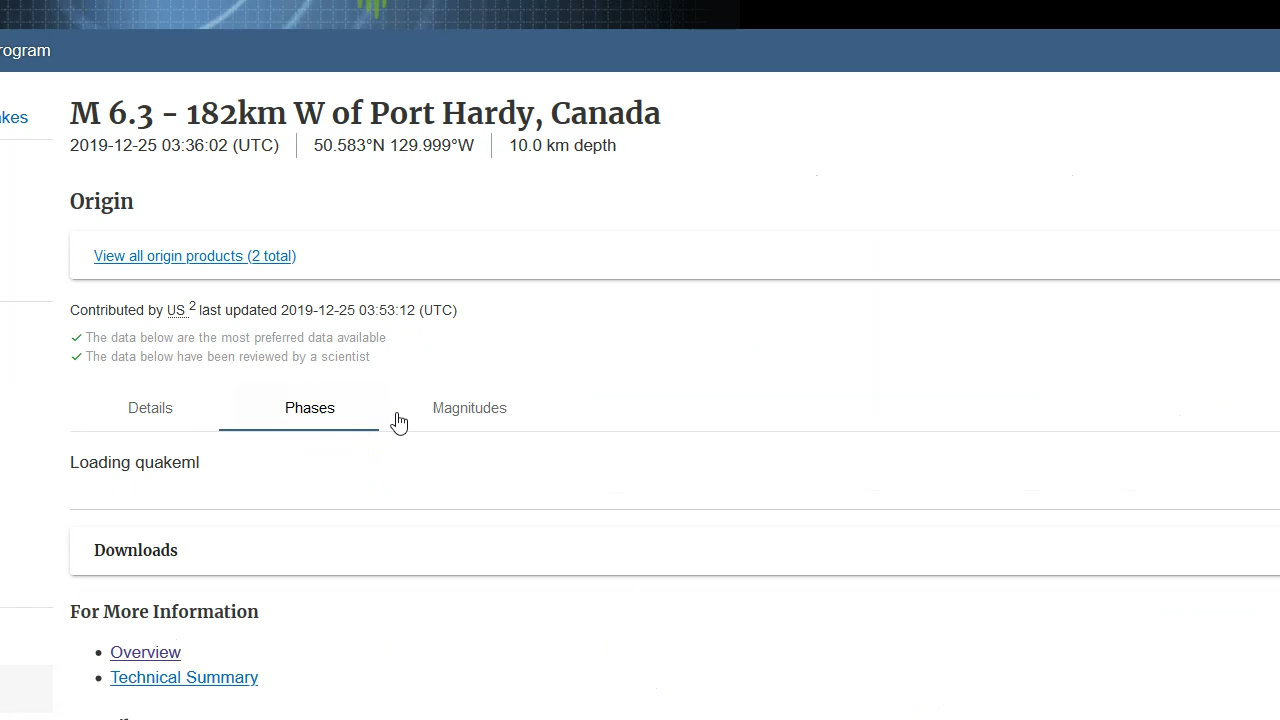 rogram
akes
M 6.3 - 182km W of Port Hardy, Canada
2019-12-25 03:36:02 (UTC) 50.583°N 129.999°W 10.0 km depth
Origin
View all origin products (2 total)
Contributed by US 2 last updated 2019-12-25 03:53:12 (UTC)
The data below are the most preferred data available
The data below have been reviewed by a scientist
Details Phases Magnitudes
Loading quakeml
Downloads
For More Information
Overview
Technical Summary